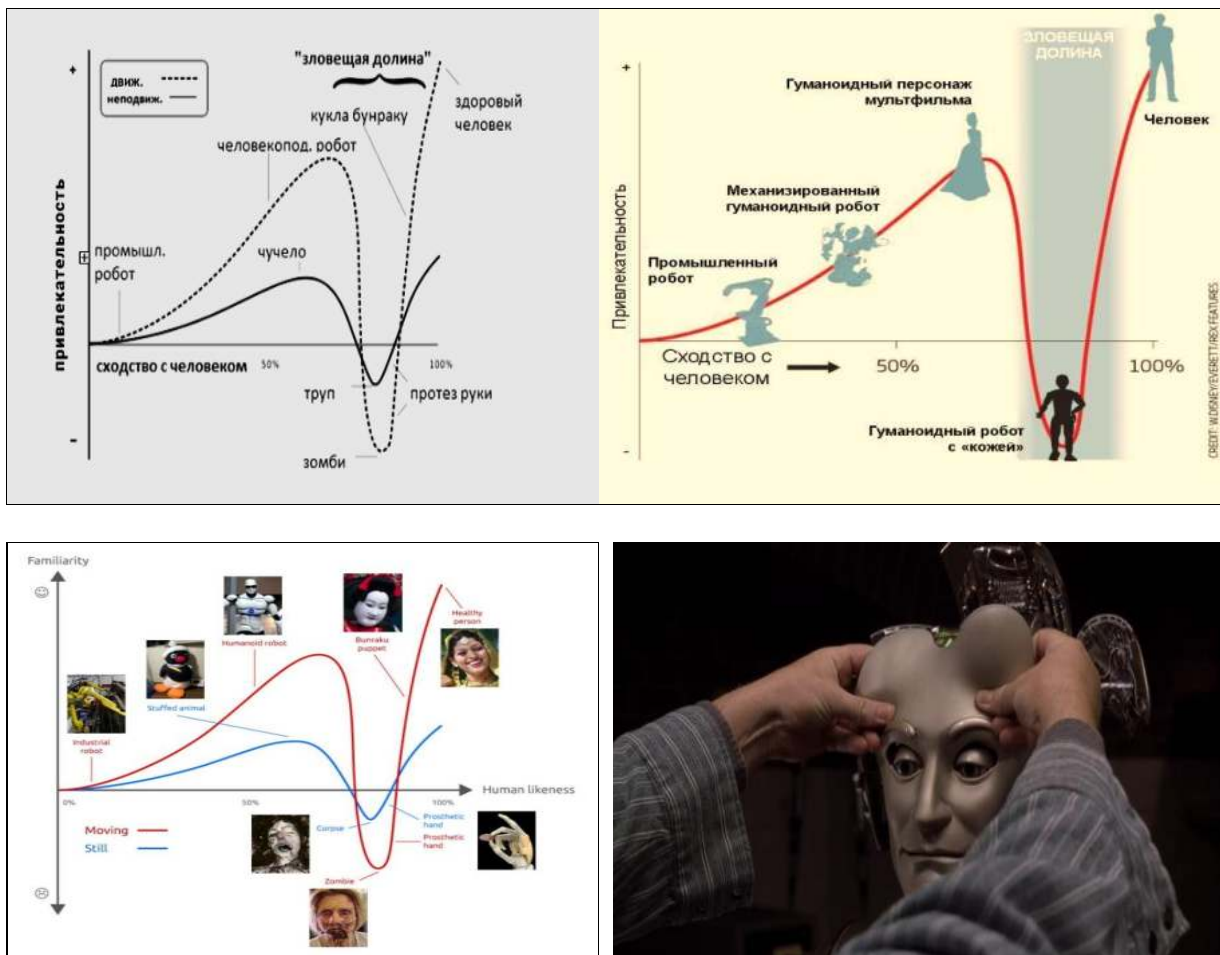 "зловещая долина"
+
движ.
неподвиж.
здоровый
человек
кукла бунраку
человекопод. робот
привлекательность
промышл.
робот
чучело
сходство с человеком
50%
100%
труп
протез руки
-
зомби
ЗЛОВЕЩАЯ
ДОЛИНА
+
Гуманоидный персонаж
мультфильма
Человек
Механизированный
гуманоидный робот
Привлекательность
Промышленный
робот
Сходство с
человеком
50%
100%
Гуманоидный робот
с «кожей»
-
CREDIT: W.DISNEY/EVERETT/REX FEATURES
Familiarity
Healthy
person
Humanoid robot
Bunraku
puppet
Stuffed animal
Industrial
robot
0%
50%
100%
Human likeness
Moving
Still
Corpse
Prosthetic
hand
Prosthetic
hand
Zombie